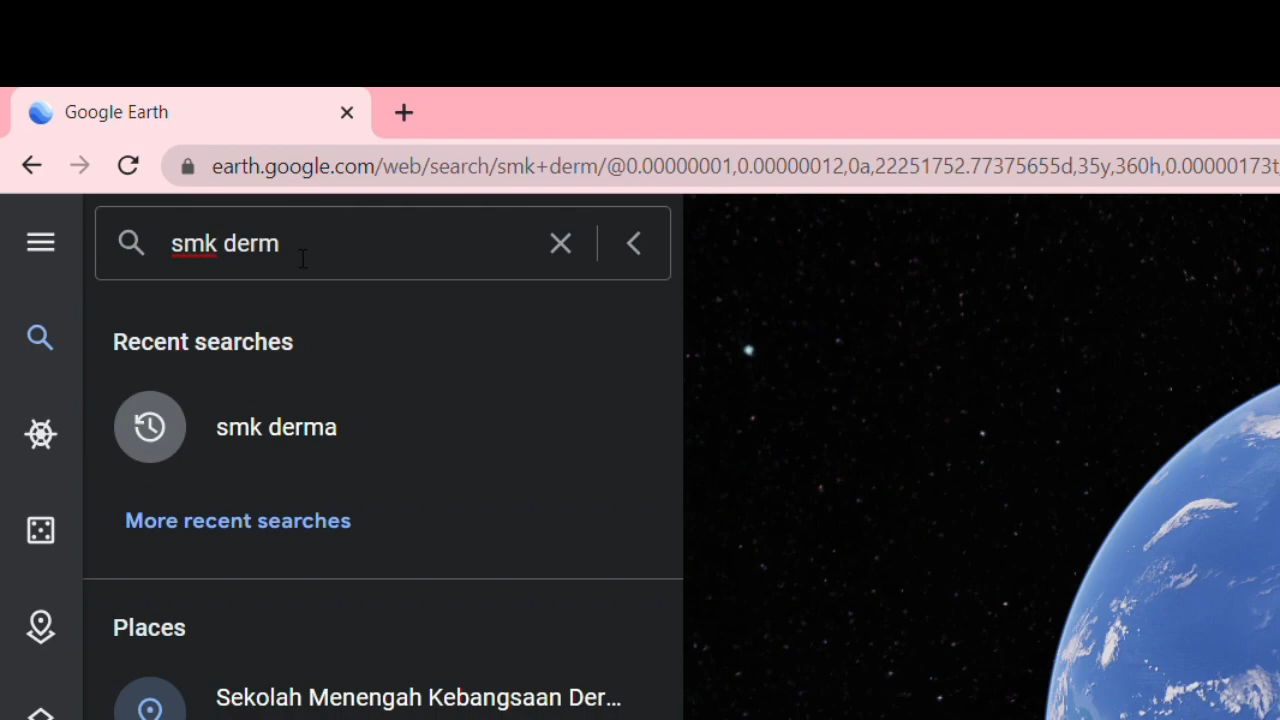 Google Earth
earth.google.com/web/search/smk+derm/@0.00000001,0.00000012,0a,22251752.77375655d,35y,360h,0.00000173t
smk derm
Recent searches
smk derma
More recent searches
Places
Sekolah Menengah Kebangsaan Der...